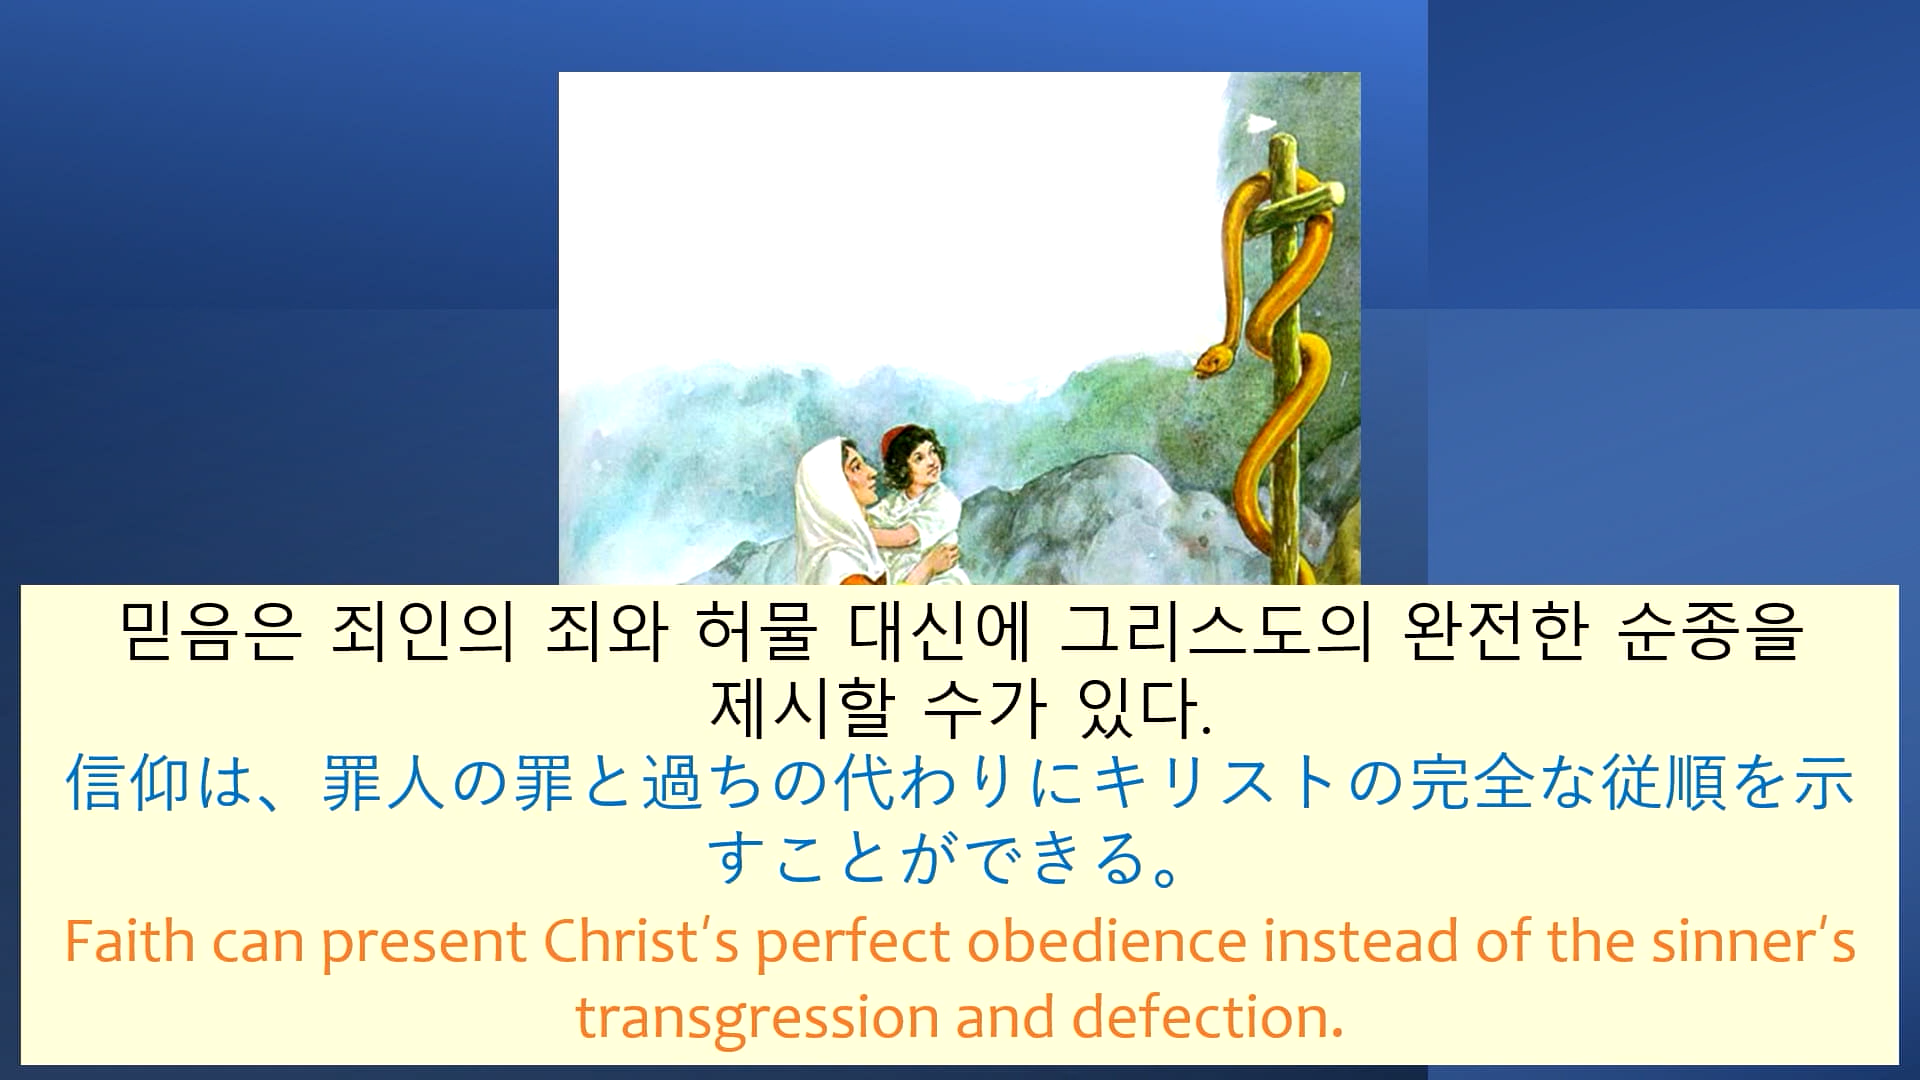 믿음은 죄인의 죄와 허물 대신에 그리스도의 완전한 순종을
제시할 수가 있다.
信仰は、罪人の罪と過ちの代わりにキリストの完全な従順を示
すことができる。
Faith can present Christ's perfect obedience instead of the sinner's
transgression and defection.